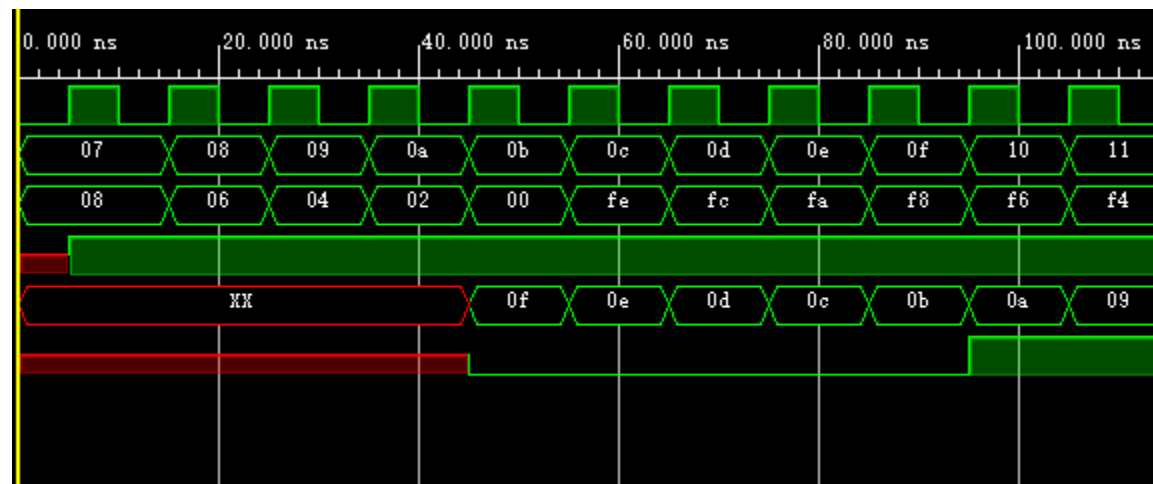 0.000 ns 20.000 ns 40.000 ns 60.000 ns 80.000 ns 100.000 ns
07 08 09 0a 0b 0c 0d 0e 0f 10 11
08 06 04 02 00 fe fc fa f8 f6 f4
XX 0f 0e 0d 0c 0b 0a 09